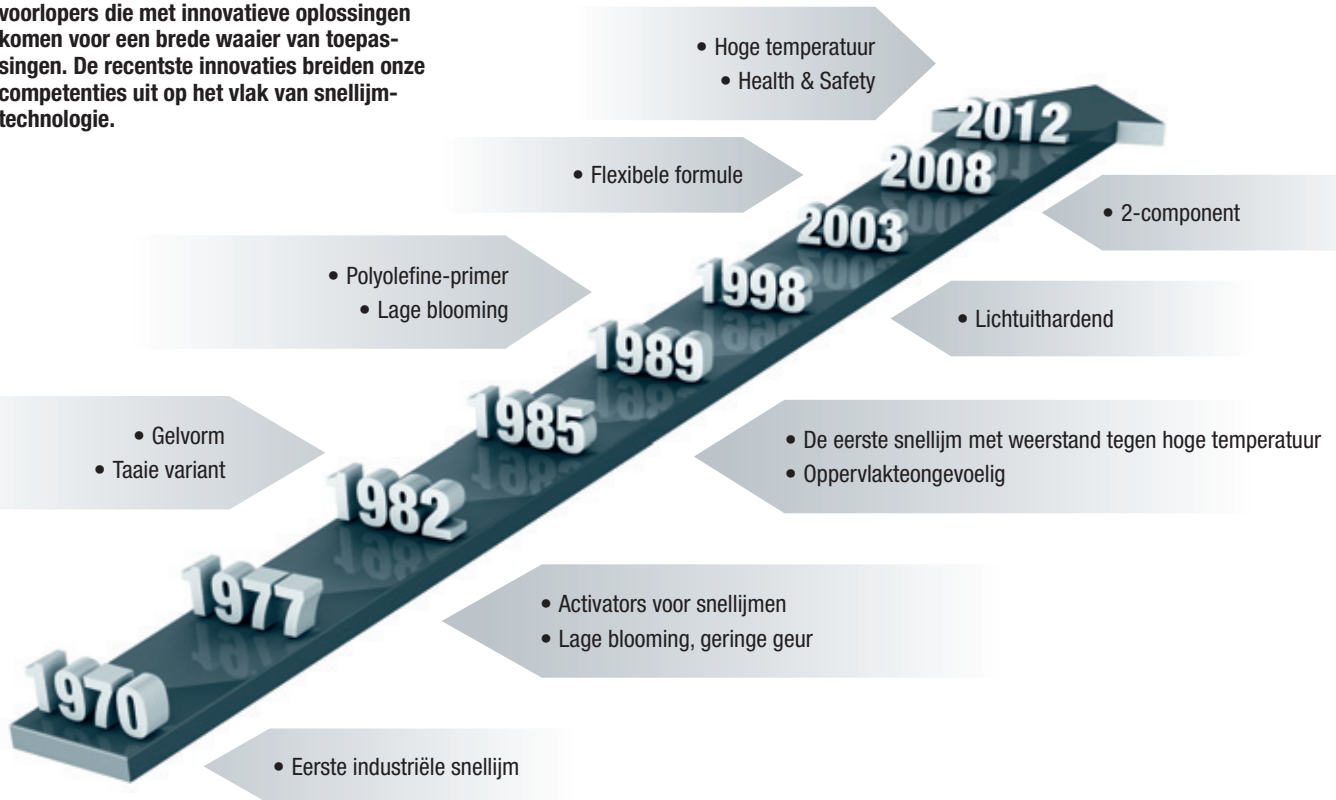 voorlopers die met innovatieve oplossingen
komen voor een brede waaier van toepas-
singen. De recentste innovaties breiden onze
competenties uit op het vlak van snellijm-
technologie.
• Hoge temperatuur
• Health & Safety
2012
• Flexibele formule
2008
• 2-component
2003
• Polyolefine-primer
• Lage blooming
1998
• Lichtuithardend
1989
• Gelvorm
• Taaie variant
1985
• De eerste snellijm met weerstand tegen hoge temperatuur
• Oppervlakteongevoelig
1982
1977
• Activators voor snellijmen
• Lage blooming, geringe geur
1970
• Eerste industriële snellijm